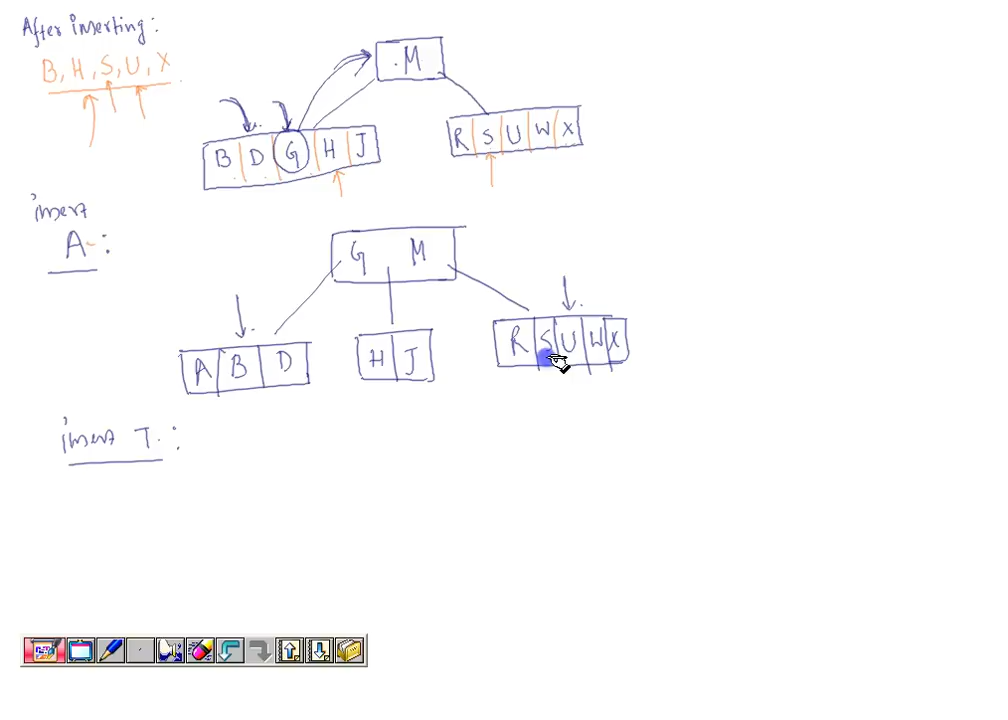 After inserting:
B, H, S, U, X
M
B D G H J
R S U W X
insert
A:
G M
A B D
H J
R S U W X
insert T: